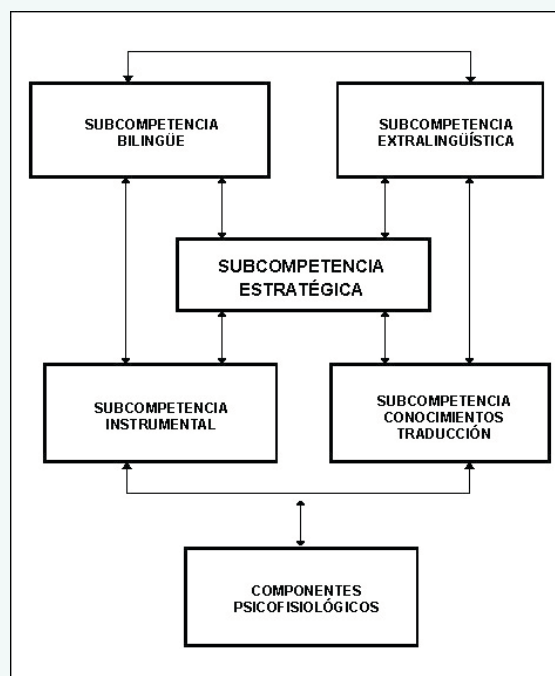 SUBCOMPETENCIA
BILINGÜE
SUBCOMPETENCIA
EXTRALINGÜÍSTICA
SUBCOMPETENCIA
ESTRATÉGICA
SUBCOMPETENCIA
INSTRUMENTAL
SUBCOMPETENCIA
CONOCIMIENTOS
TRADUCCIÓN
COMPONENTES
PSICOFISIOLÓGICOS